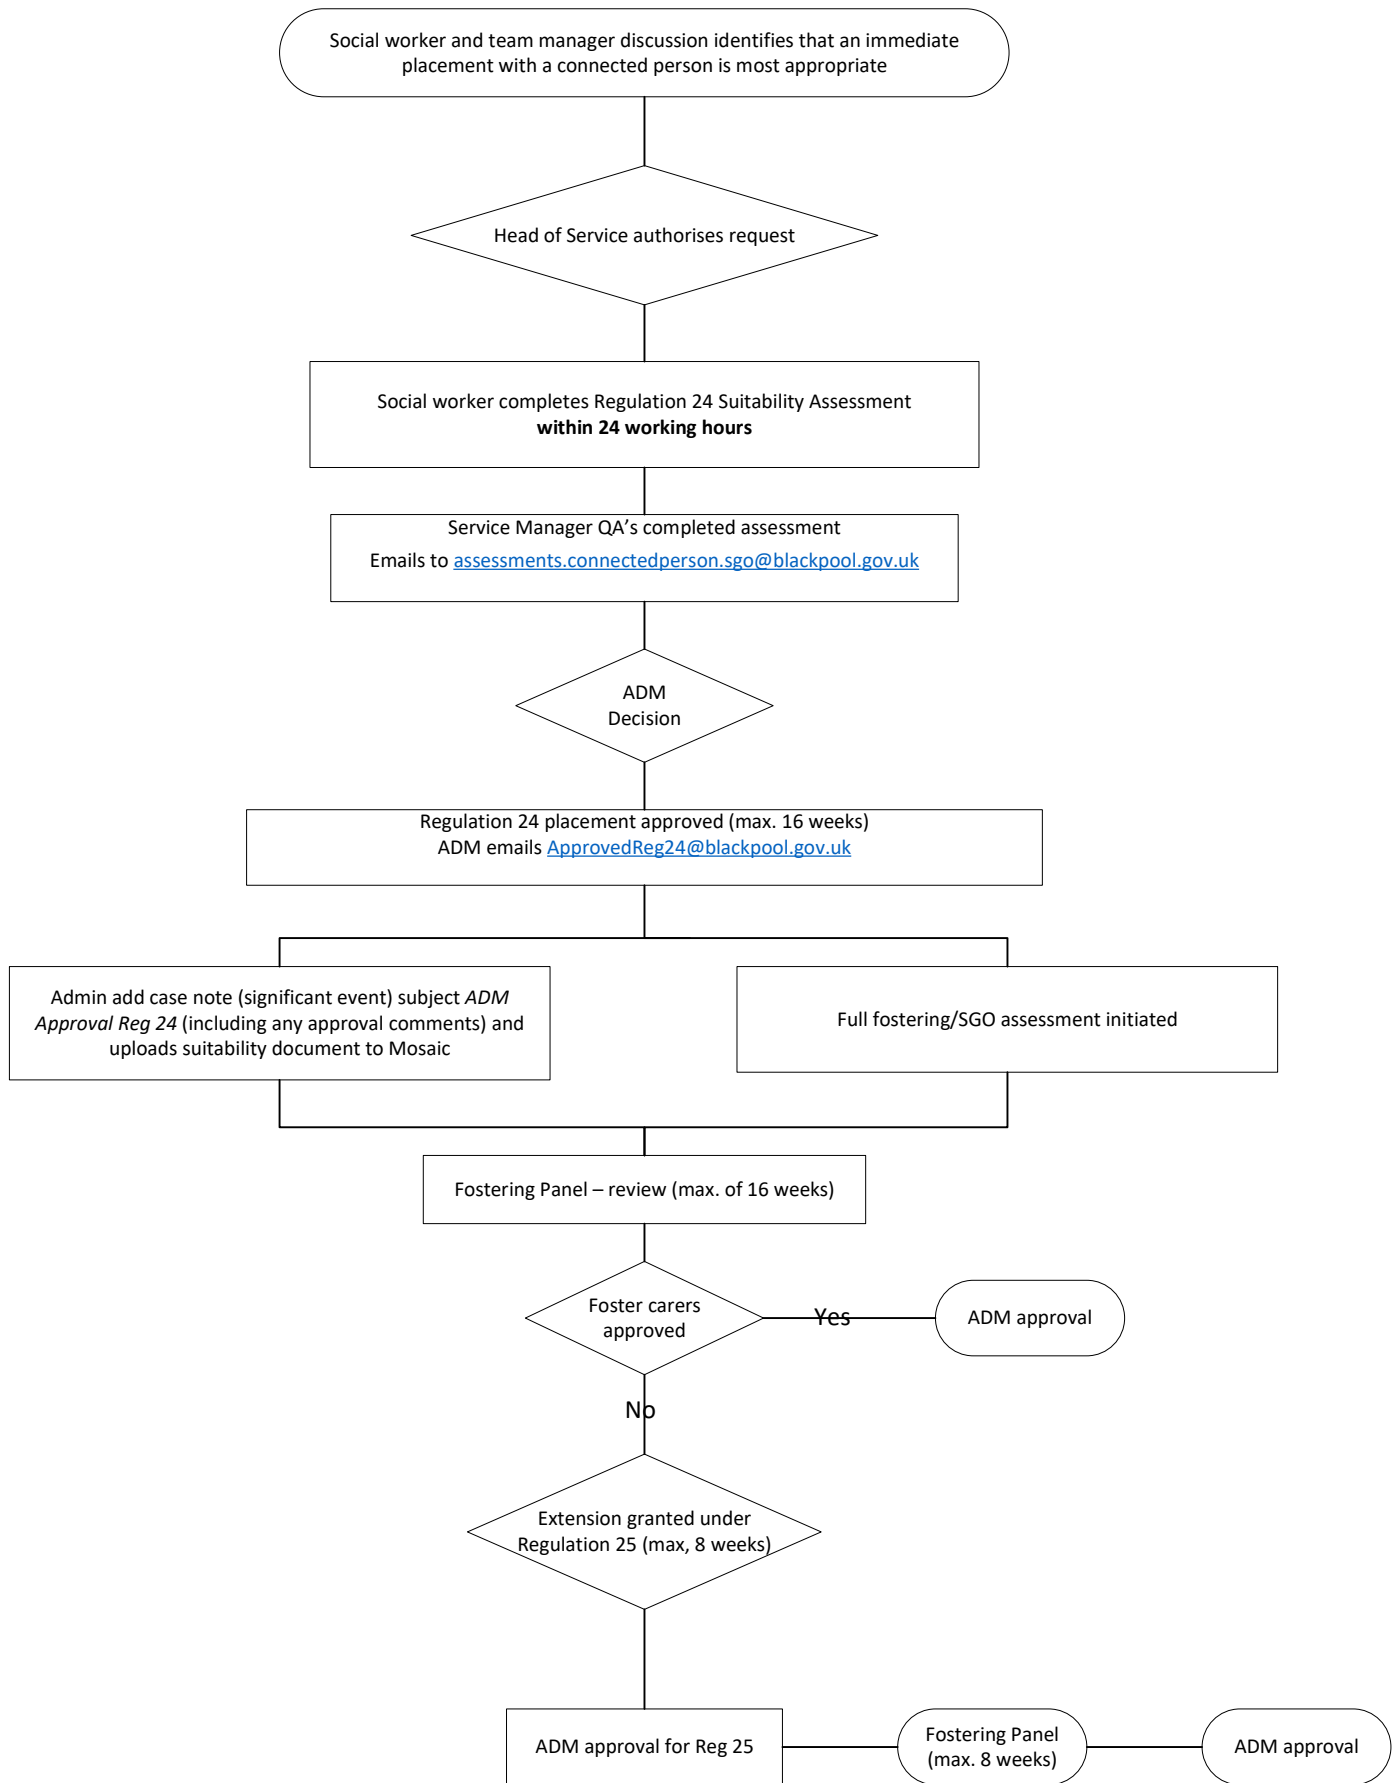 Social worker and team manager discussion identifies that an immediate
placement with a connected person is most appropriate
Head of Service authorises request
Social worker completes Regulation 24 Suitability Assessment
within 24 working hours
Service Manager QA’s completed assessment
Emails to assessments.connectedperson.sgo@blackpool.gov.uk
ADM
Decision
Regulation 24 placement approved (max. 16 weeks)
ADM emails ApprovedReg24@blackpool.gov.uk
Admin add case note (significant event) subject ADM
Approval Reg 24 (including any approval comments) and
uploads suitability document to Mosaic
Full fostering/SGO assessment initiated
Fostering Panel – review (max. of 16 weeks)
Foster carers
approved
Yes
ADM approval
No
Extension granted under
Regulation 25 (max, 8 weeks)
ADM approval for Reg 25
Fostering Panel
(max. 8 weeks)
ADM approval